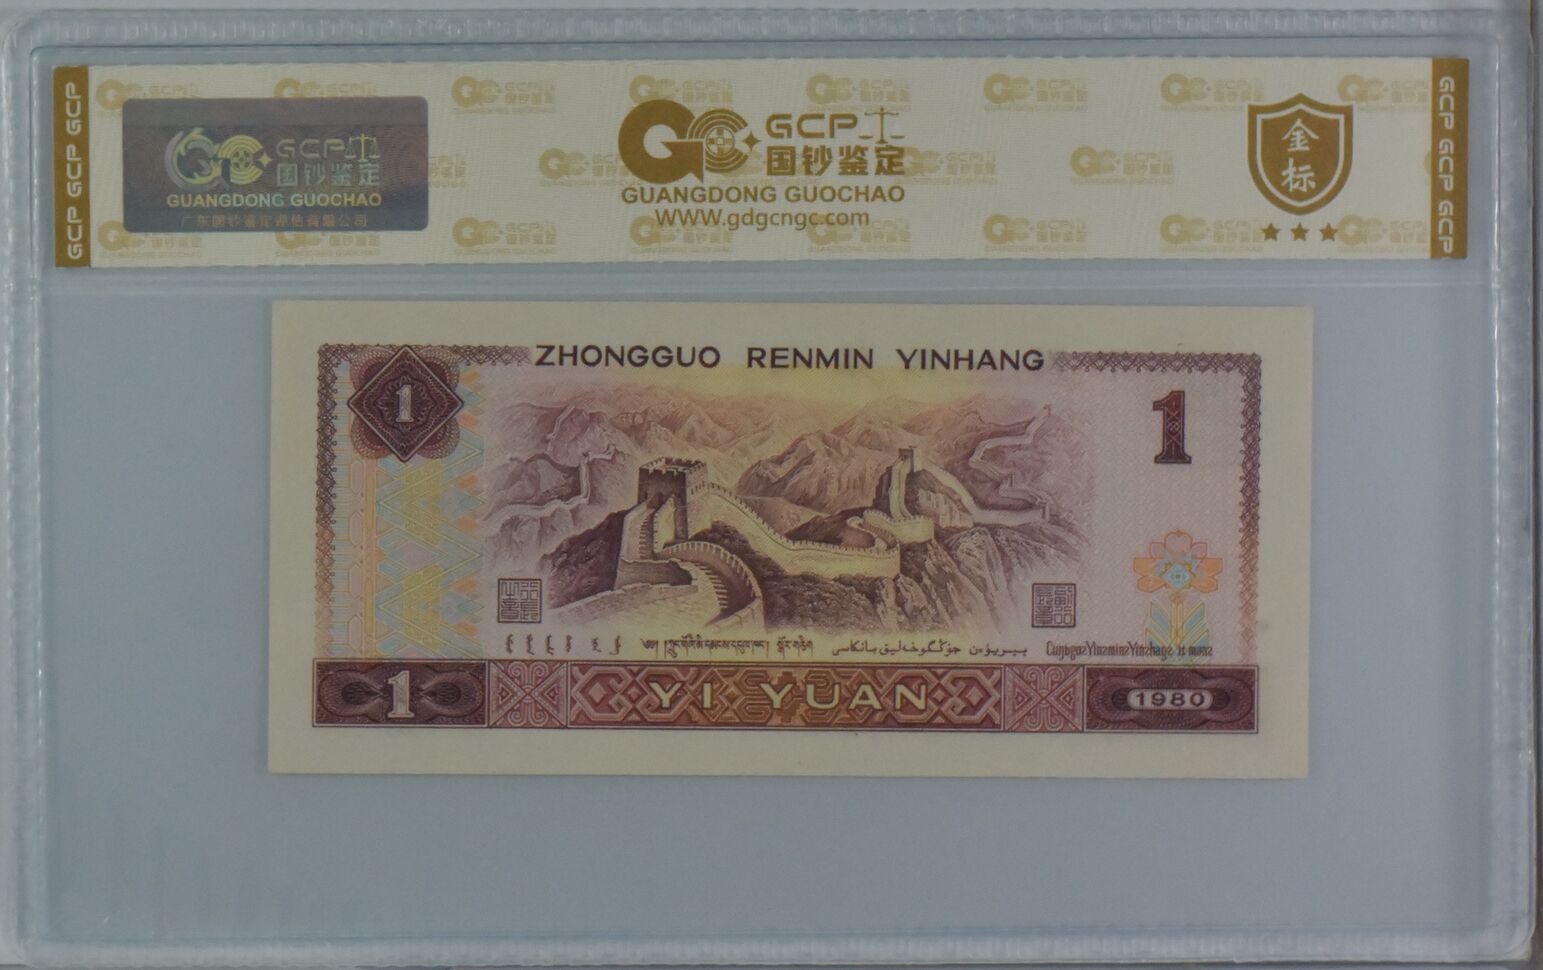 GCP GCP
GCP
国钞鉴定
GUANGDONG GUOCHAO
广东国钞鉴定评估有限公司
GCP
国钞鉴定
GUANGDONG GUOCHAO
WWW.gdgcngc.com
金标
GCP GCP GCP
ZHONGGUO RENMIN YINHANG
1
1
YI YUAN
1
1980